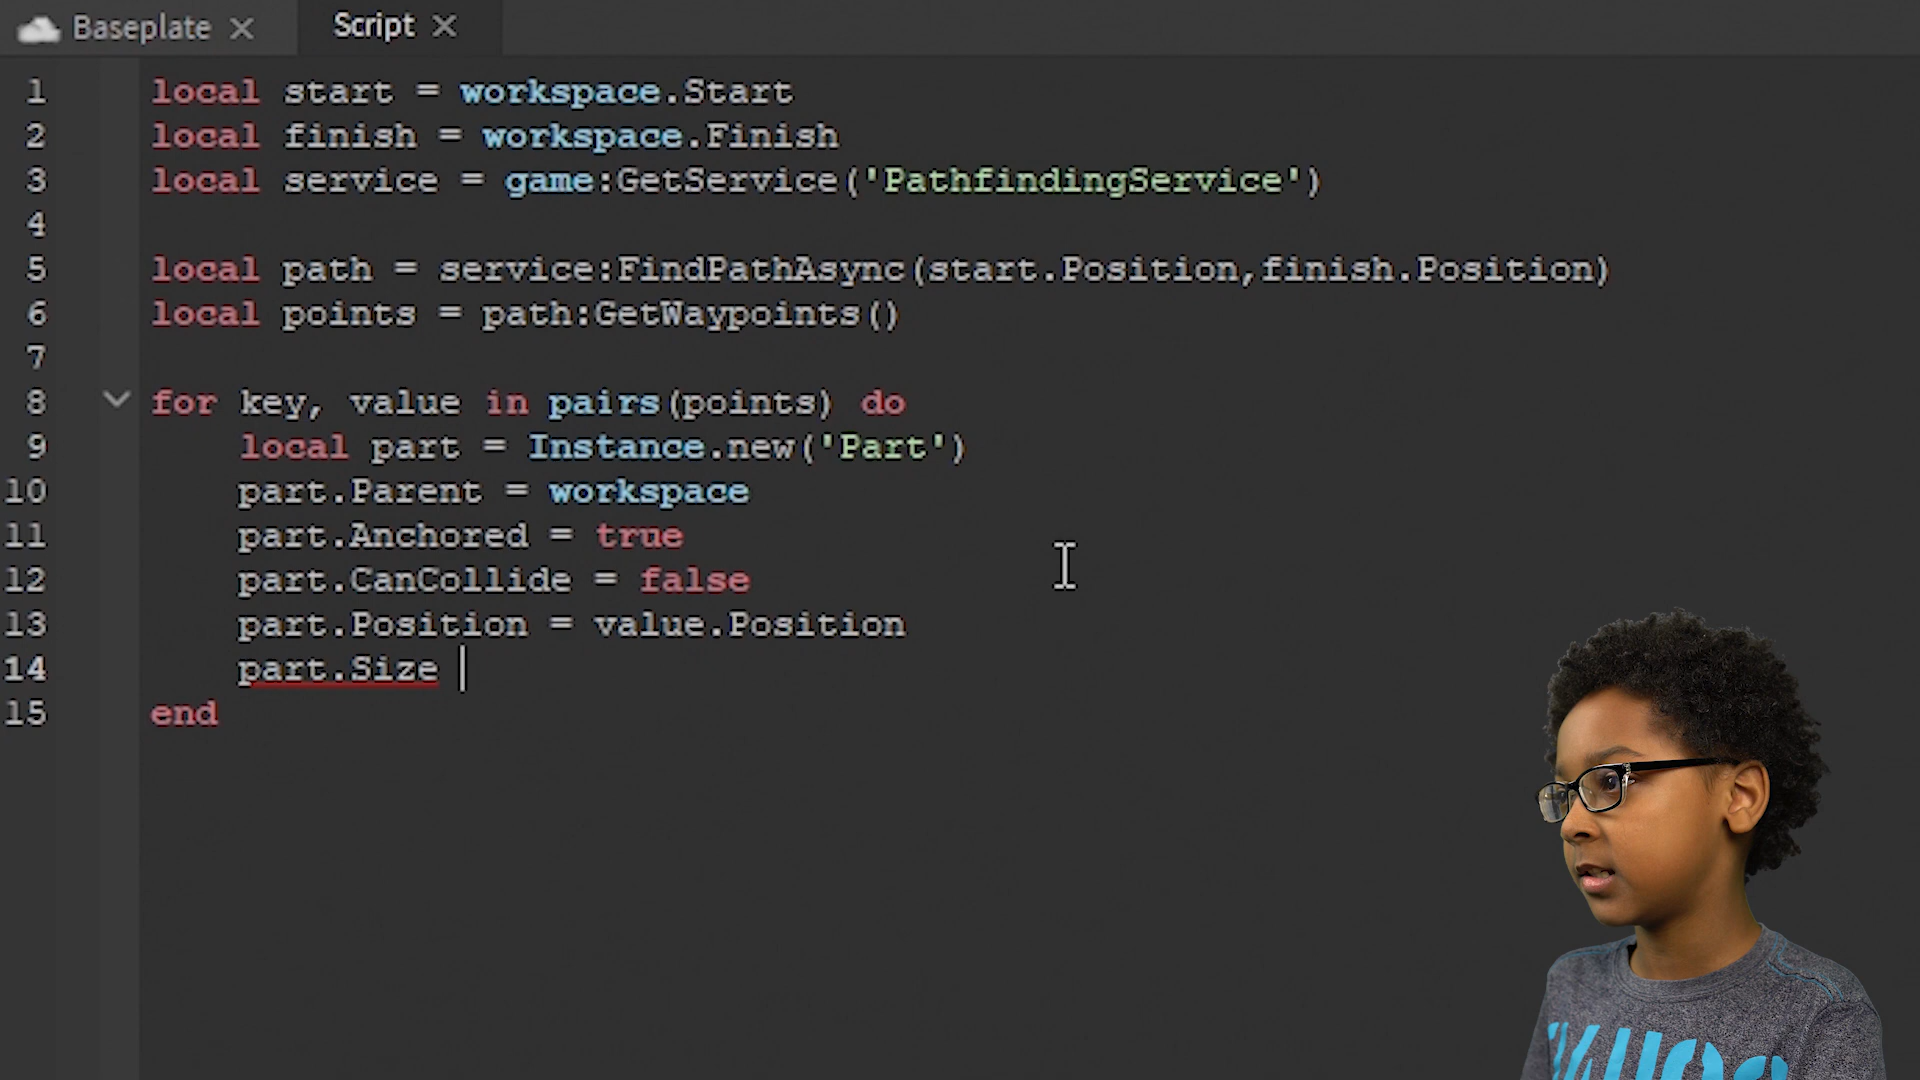 Baseplate
Script
1 local start = workspace.Start
2 local finish = workspace.Finish
3 local service = game:GetService('PathfindingService')
4
5 local path = service:FindPathAsync(start.Position,finish.Position)
6 local points = path:GetWaypoints()
7
8 for key, value in pairs(points) do
9 local part = Instance.new('Part')
10 part.Parent = workspace
11 part.Anchored = true
12 part.CanCollide = false
13 part.Position = value.Position
14 part.Size
15 end